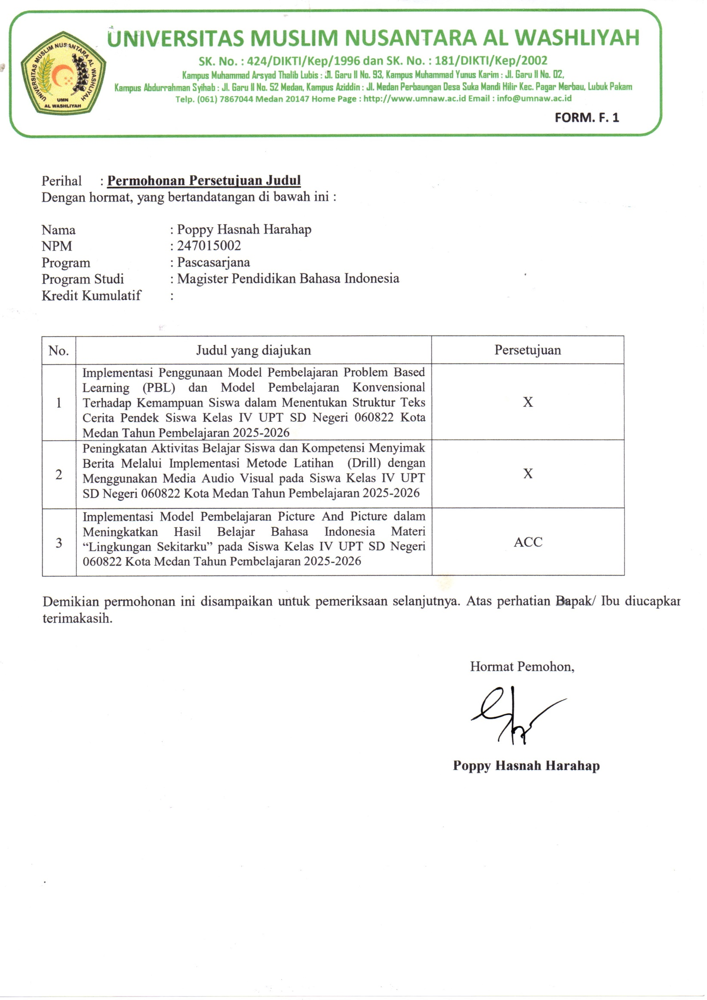 UNIVERSITAS MUSLIM NUSANTARA AL WASHLIYAH
UNIVERSITAS MUSLIM NUSANTARA AL WASHLIYAH
UMN
AL WASHLIYAH
SK. No. : 424/DIKTI/Kep/1996 dan SK. No. : 181/DIKTI/Kep/2002
Kampus Muhammad Arsyad Thalib Lubis : Jl. Garu II No. 93, Kampus Muhammad Yunus Karim : Jl. Garu II No. 02,
Kampus Abdurrahman Syihab : Jl. Garu II No. 52 Medan, Kampus Aziddin : Jl. Medan Perbaungan Desa Suka Mandi Hilir Kec. Pagar Merbau, Lubuk Pakam
Telp. (061) 7867044 Medan 20147 Home Page : http://www.umnaw.ac.id Email : info@umnaw.ac.id
FORM. F. 1
Perihal : Permohonan Persetujuan Judul
Dengan hormat, yang bertandatangan di bawah ini :
Nama : Poppy Hasnah Harahap
NPM : 247015002
Program : Pascasarjana
Program Studi : Magister Pendidikan Bahasa Indonesia
Kredit Kumulatif :
No. Judul yang diajukan Persetujuan
Implementasi Penggunaan Model Pembelajaran Problem Based
Learning (PBL) dan Model Pembelajaran Konvensional
1 Terhadap Kemampuan Siswa dalam Menentukan Struktur Teks X
Cerita Pendek Siswa Kelas IV UPT SD Negeri 060822 Kota
Medan Tahun Pembelajaran 2025-2026
Peningkatan Aktivitas Belajar Siswa dan Kompetensi Menyimak
Berita Melalui Implementasi Metode Latihan (Drill) dengan
2 Menggunakan Media Audio Visual pada Siswa Kelas IV UPT X
SD Negeri 060822 Kota Medan Tahun Pembelajaran 2025-2026
Implementasi Model Pembelajaran Picture And Picture dalam
Meningkatkan Hasil Belajar Bahasa Indonesia Materi
3 “Lingkungan Sekitarku” pada Siswa Kelas IV UPT SD Negeri ACC
060822 Kota Medan Tahun Pembelajaran 2025-2026
Demikian permohonan ini disampaikan untuk pemeriksaan selanjutnya. Atas perhatian Bapak/ Ibu diucapkan
terimakasih.
Hormat Pemohon,
Poppy Hasnah Harahap